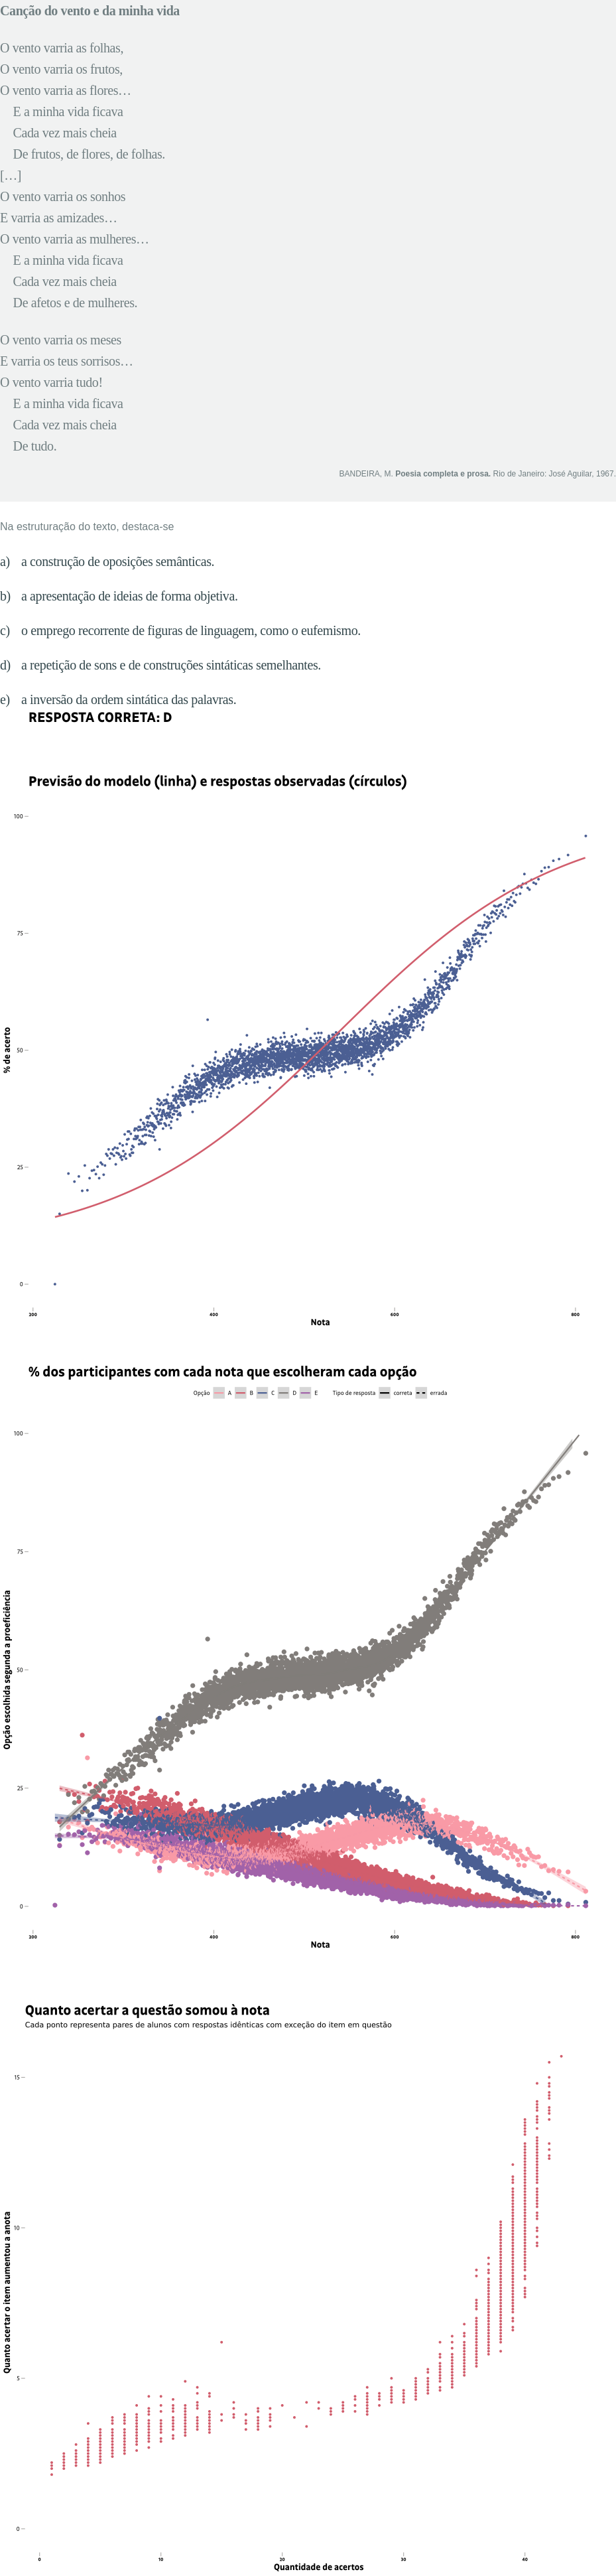 Canção do vento e da minha vida
O vento varria as folhas,
O vento varria os frutos,
O vento varria as flores…
E a minha vida ficava
Cada vez mais cheia
De frutos, de flores, de folhas.
[…]
O vento varria os sonhos
E varria as amizades…
O vento varria as mulheres…
E a minha vida ficava
Cada vez mais cheia
De afetos e de mulheres.
O vento varria os meses
E varria os teus sorrisos…
O vento varria tudo!
E a minha vida ficava
Cada vez mais cheia
De tudo.
BANDEIRA, M. Poesia completa e prosa. Rio de Janeiro: José Aguilar, 1967.
Na estruturação do texto, destaca-se
a) a construção de oposições semânticas.
b) a apresentação de ideias de forma objetiva.
c) o emprego recorrente de figuras de linguagem, como o eufemismo.
d) a repetição de sons e de construções sintáticas semelhantes.
e) a inversão da ordem sintática das palavras.
RESPOSTA CORRETA: D
Previsão do modelo (linha) e respostas observadas (círculos)
% de acerto
100
75
50
25
0
200 400 600 800
Nota
% dos participantes com cada nota que escolheram cada opção
Opção A B C D E Tipo de resposta correta errada
Opção escolhida segunda a proeficiência
100
75
50
25
0
200 400 600 800
Nota
Quanto acertar a questão somou à nota
Cada ponto representa pares de alunos com respostas idênticas com exceção do item em questão
Quanto acertar o item aumentou a anota
15
10
5
0
0 10 20 30 40
Quantidade de acertos